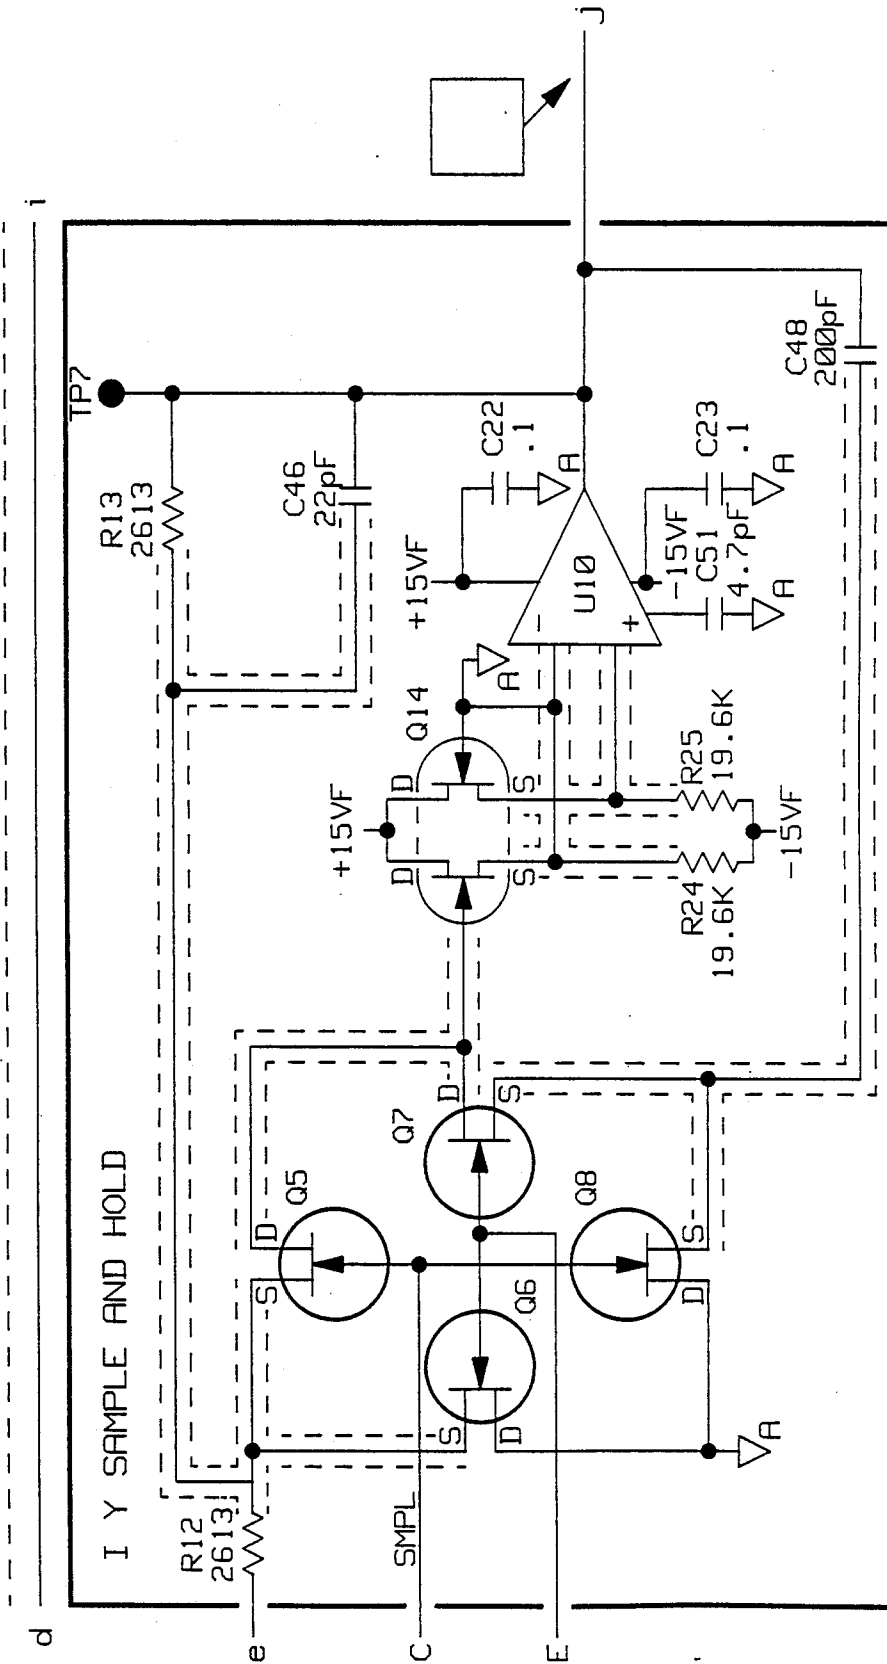 i
d
TP7
I Y SAMPLE AND HOLD
R13
2613
C46
22pF
R12
2613
e
SMPL
C
E
S
D
Q5
S
D
Q6
D
S
Q7
S
D
Q8
A
+15VF
D
D
Q14
S
S
A
R24
19.6K
R25
19.6K
-15VF
+15VF
C22
.1
A
U10
+
-15VF
C23
.1
A
C51
4.7pF
A
C48
200pF
j